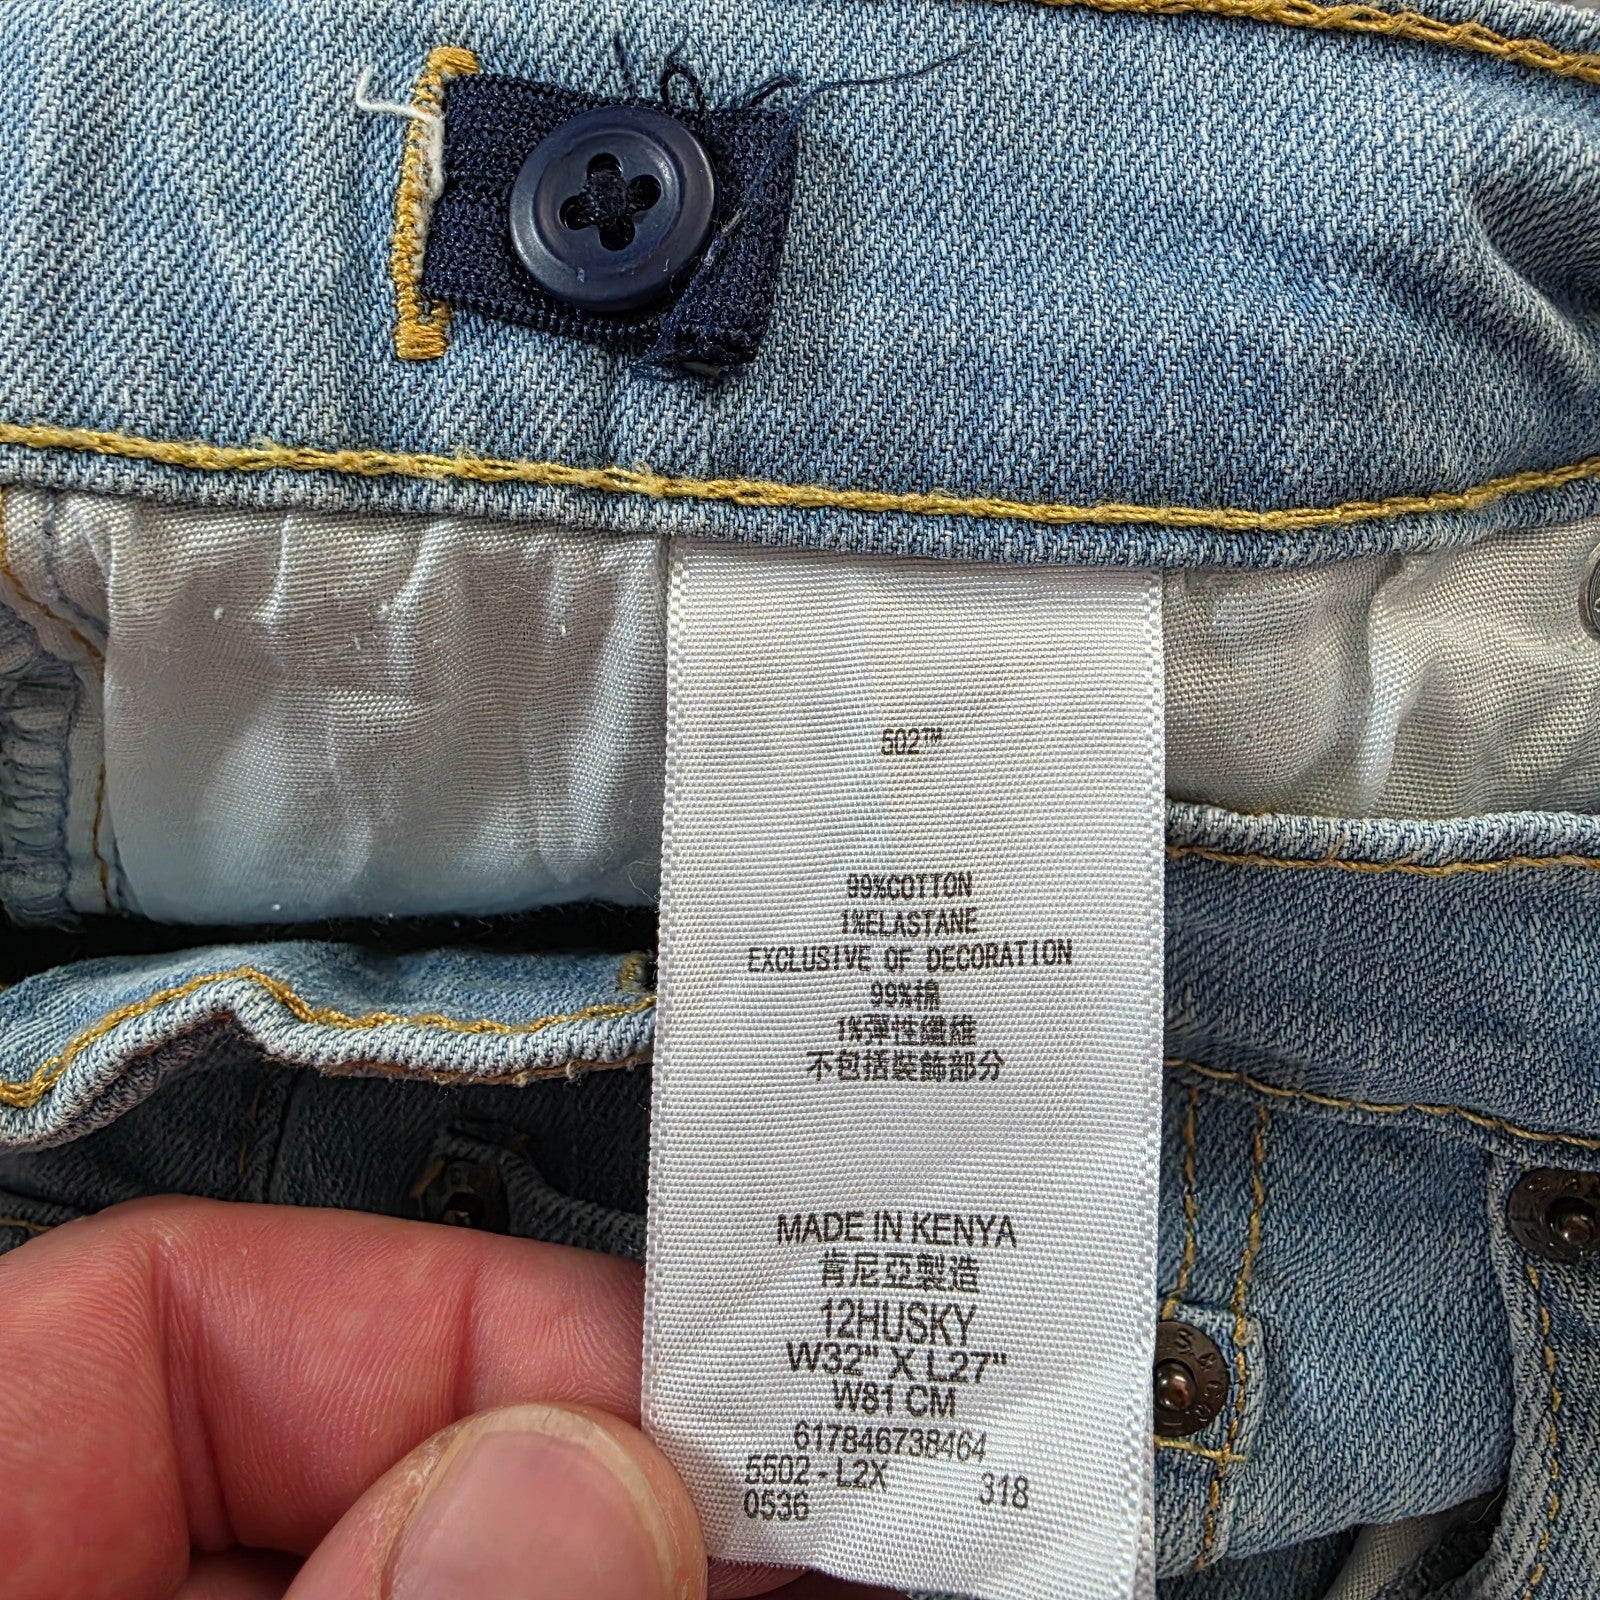 502™
99%COTTON
1%ELASTANE
EXCLUSIVE OF DECORATION
99%棉
1%彈性纖維
不包括裝飾部分
MADE IN KENYA
肯尼亞製造
12HUSKY
W32" X L27"
W81 CM
617846738464
5502-L2X 318
0536